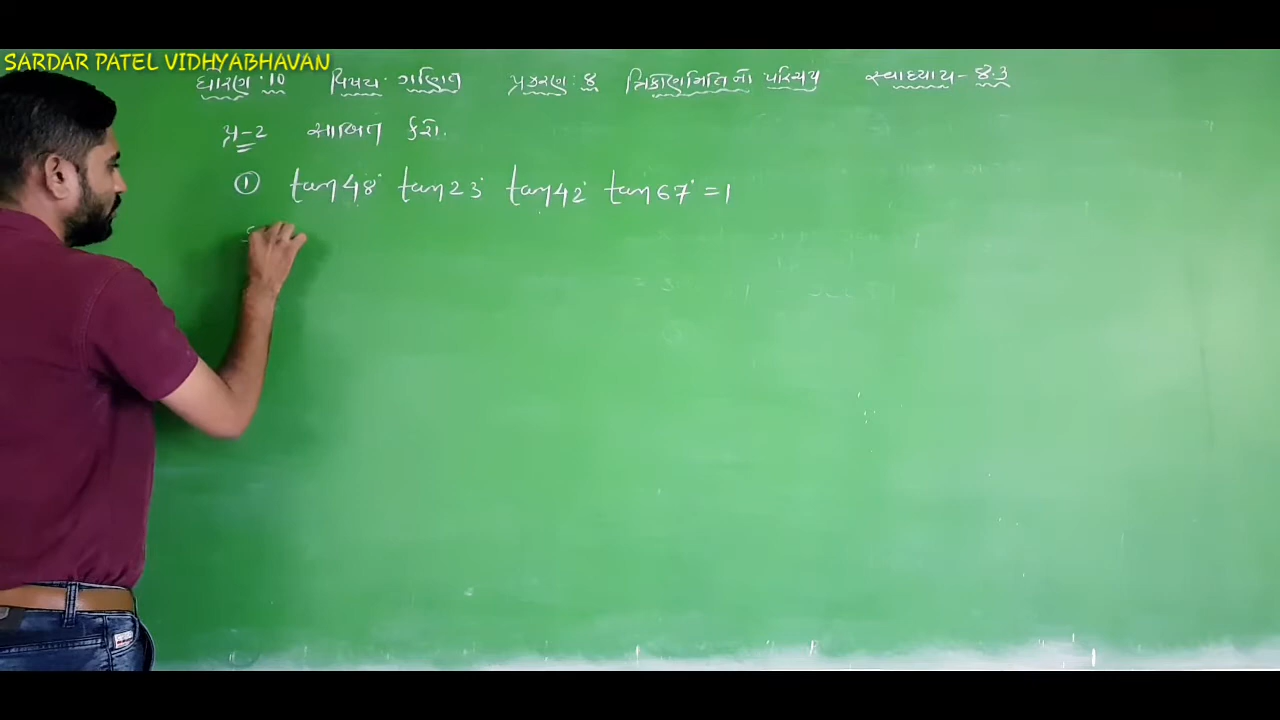 SARDAR PATEL VIDHYABHAVAN
ધોરણ : 10 વિષય : ગણિત પ્રકરણ : 8 ત્રિકોણમિતિનો પરિચય સ્વાધ્યાય - 8.3
પ્ર-2 સાબિત કરો.
① tan 48° tan 23° tan 42° tan 67° = 1